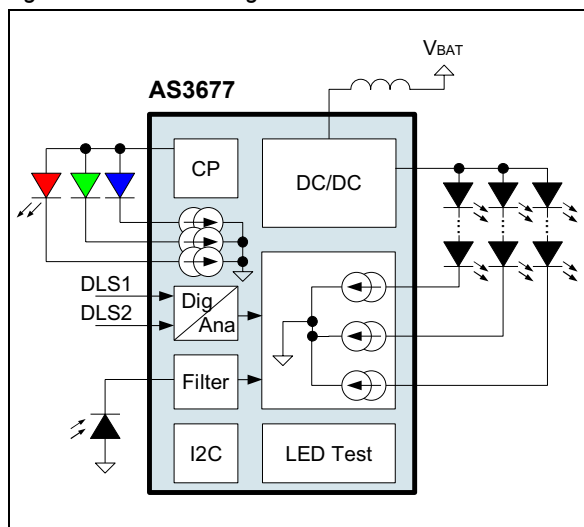 VBAT
AS3677
CP
DC/DC
DLS1
DLS2
Dig
Ana
Filter
I2C
LED Test